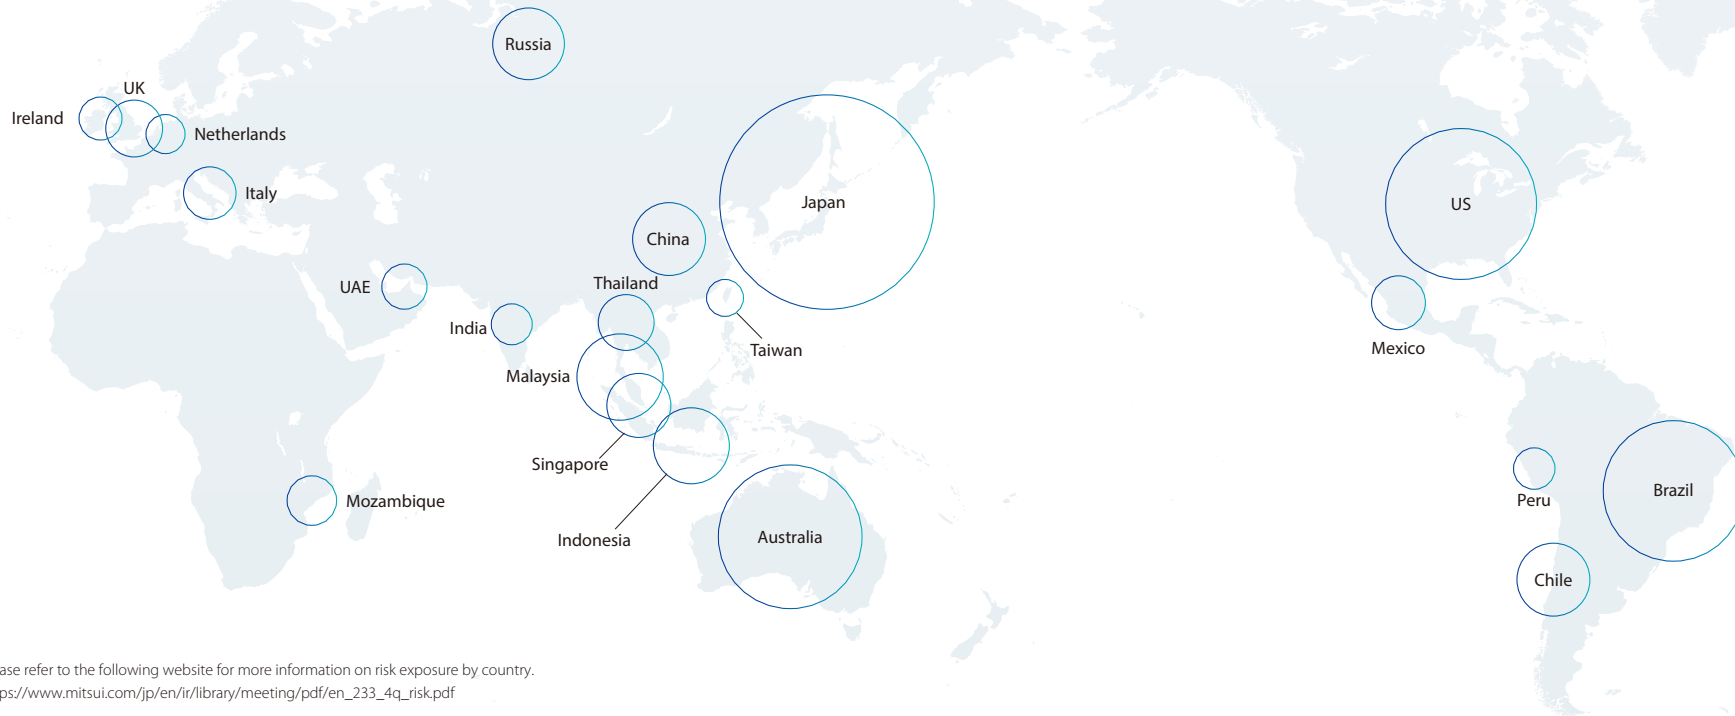 Russia
UK
Ireland
Netherlands
Italy
Japan
US
China
Thailand
UAE
India
Taiwan
Mexico
Malaysia
Singapore
Indonesia
Mozambique
Australia
Peru
Brazil
Chile
ase refer to the following website for more information on risk exposure by country.
ps://www.mitsui.com/jp/en/ir/library/meeting/pdf/en_233_4q_risk.pdf